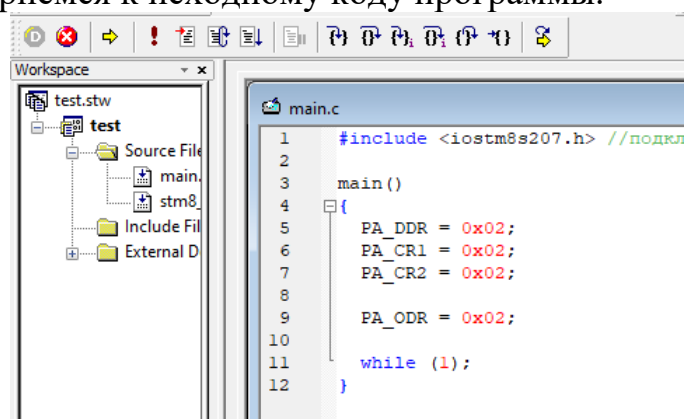 исходному коду программы.
Workspace
test.stw
test
Source File
main.
stm8_
Include Fil
External D
main.c
1 #include <iostm8s207.h> //подкл
2
3 main()
4 {
5 PA_DDR = 0x02;
6 PA_CR1 = 0x02;
7 PA_CR2 = 0x02;
8
9 PA_ODR = 0x02;
10
11 while (1);
12 }